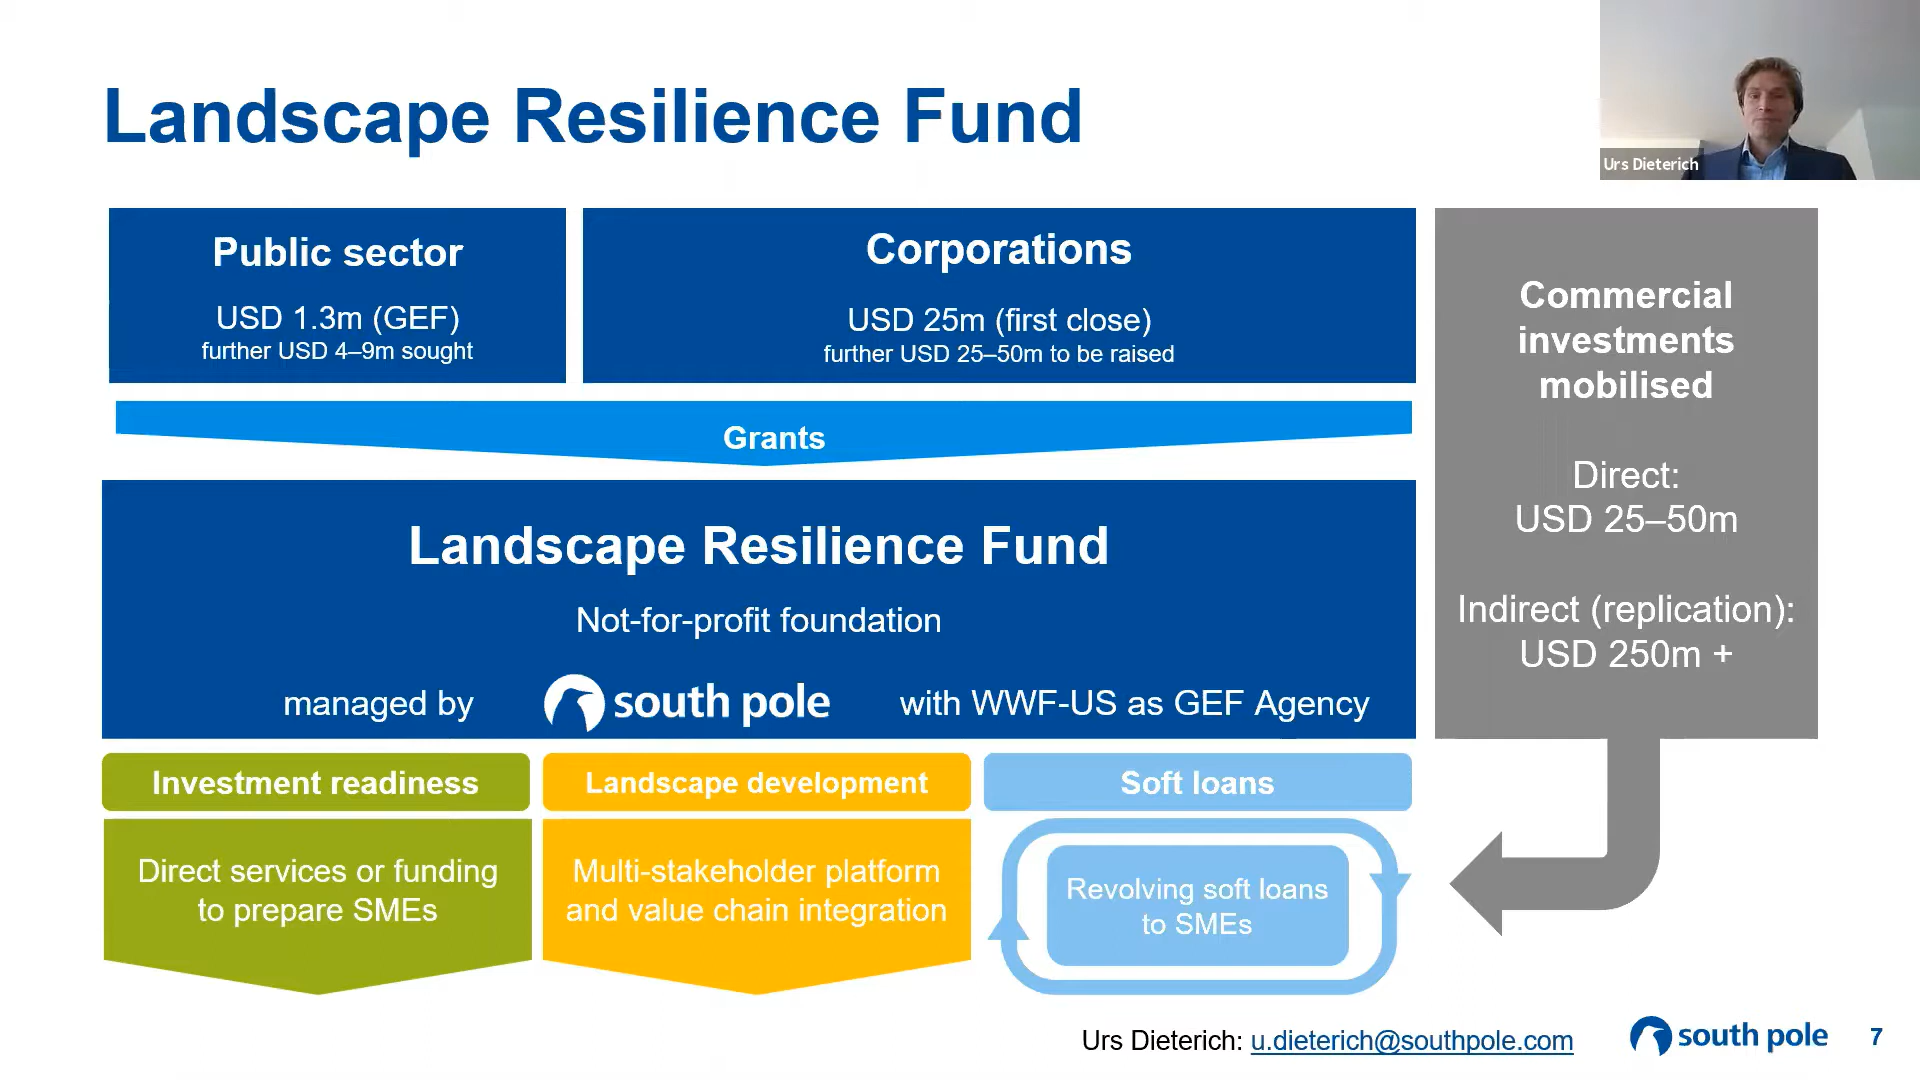 Landscape Resilience Fund
Urs Dieterich
Public sector
USD 1.3m (GEF)
further USD 4–9m sought
Corporations
USD 25m (first close)
further USD 25–50m to be raised
Commercial
investments
mobilised
Direct:
USD 25–50m
Indirect (replication):
USD 250m +
Grants
Landscape Resilience Fund
Not-for-profit foundation
managed by south pole with WWF-US as GEF Agency
Investment readiness
Direct services or funding
to prepare SMEs
Landscape development
Multi-stakeholder platform
and value chain integration
Soft loans
Revolving soft loans
to SMEs
Urs Dieterich: u.dieterich@southpole.com
south pole
7